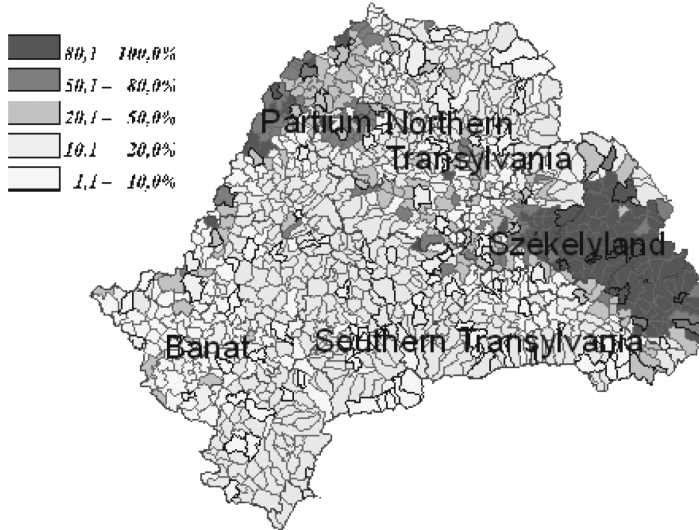 80,1 – 100,0%
50,1 – 80,0%
20,1 – 50,0%
10,1 20,0%
1,1 – 10,0%
Partium Northern
Transylvania
Székelyland
Banat
Southern Transylvania